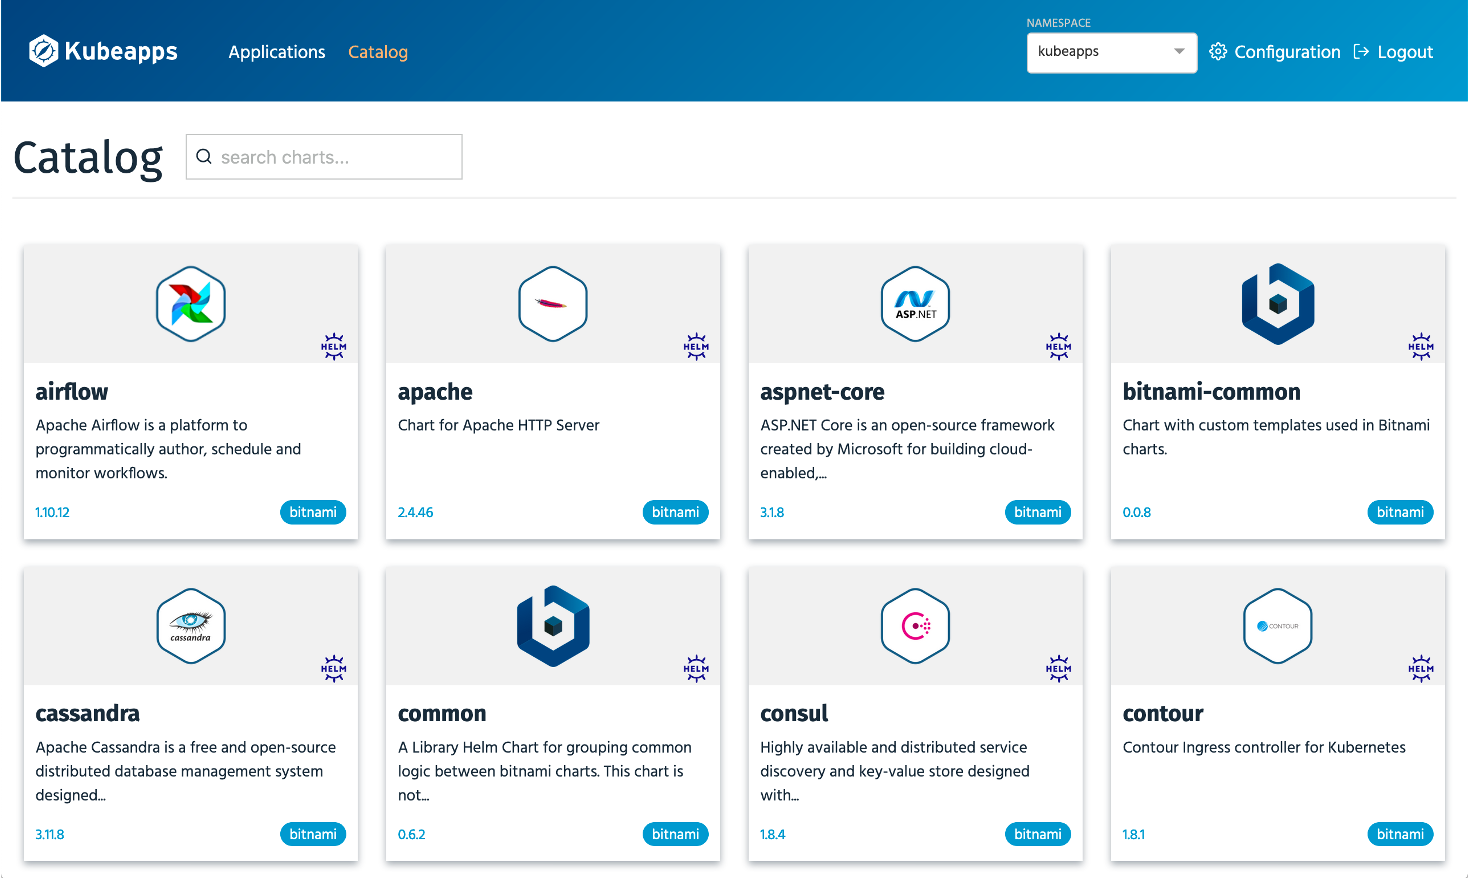 NAMESPACE
Kubeapps Applications Catalog kubeapps Configuration Logout
Catalog search charts...
ASP.NET
HELM HELM HELM HELM
airflow
Apache Airflow is a platform to
programmatically author, schedule and
monitor workflows.
1.10.12 bitnami
apache
Chart for Apache HTTP Server
2.4.46 bitnami
aspnet-core
ASP.NET Core is an open-source framework
created by Microsoft for building cloud-
enabled,...
3.1.8 bitnami
bitnami-common
Chart with custom templates used in Bitnami
charts.
0.0.8 bitnami
cassandra
CONTOUR
HELM HELM HELM HELM
cassandra
Apache Cassandra is a free and open-source
distributed database management system
designed...
3.11.8 bitnami
common
A Library Helm Chart for grouping common
logic between bitnami charts. This chart is
not...
0.6.2 bitnami
consul
Highly available and distributed service
discovery and key-value store designed
with...
1.8.4 bitnami
contour
Contour Ingress controller for Kubernetes
1.8.1 bitnami